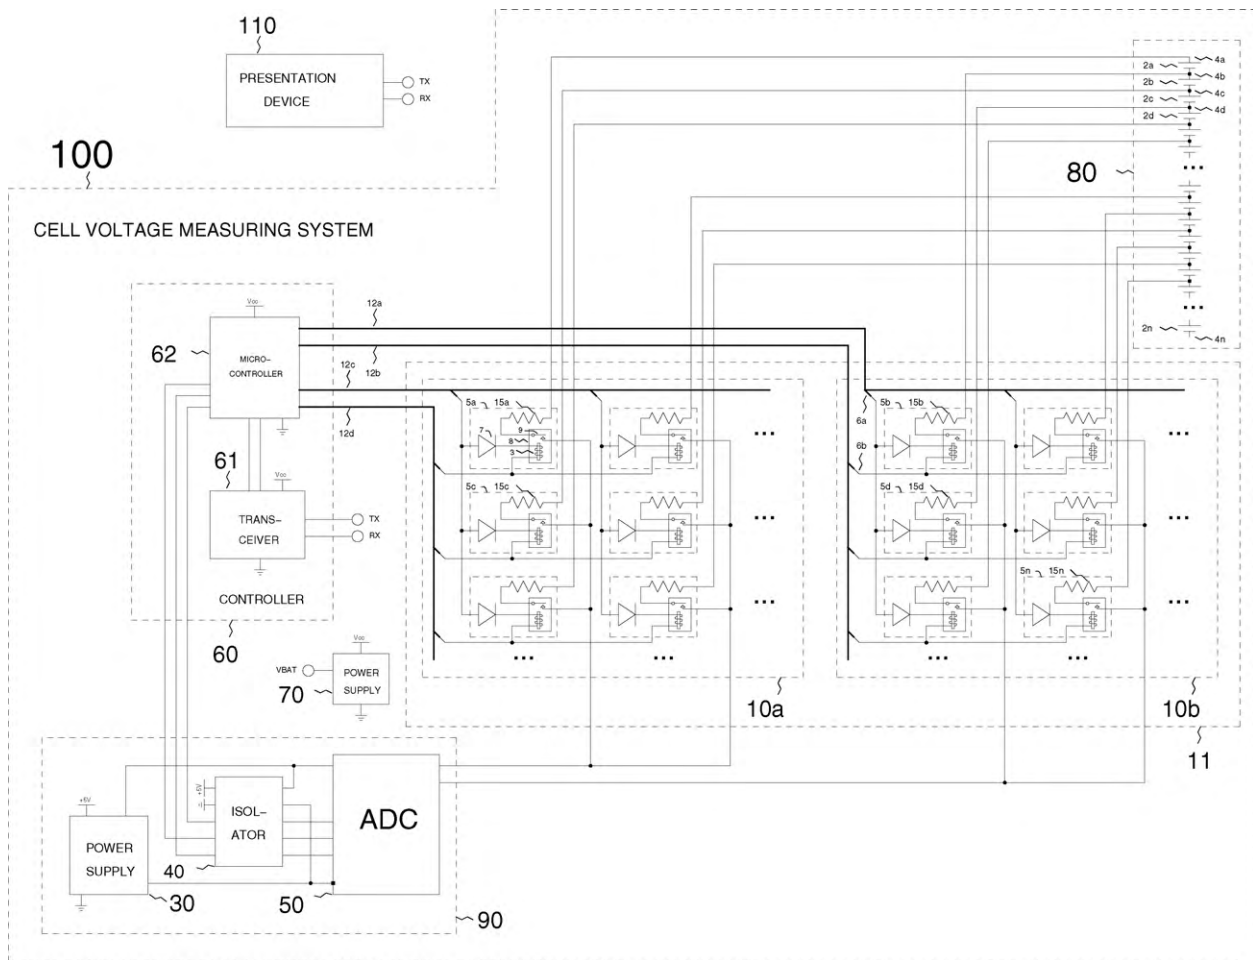 110
PRESENTATION
DEVICE
TX
RX
100
CELL VOLTAGE MEASURING SYSTEM
2a
4a
4b
2b
4c
2c
4d
2d
...
80
...
2n
4n
Vcc
62
MICRO-
CONTROLLER
12a
12b
12c
12d
61
Vcc
TRANS-
CEIVER
TX
RX
CONTROLLER
60
5a
15a
7
9
8
3
...
5c
15c
...
...
...
...
10a
6a
6b
5b
15b
...
5d
15d
...
5n
15n
...
...
...
10b
11
Vcc
VBAT
POWER
SUPPLY
70
+5V
POWER
SUPPLY
30
+5V
ISOL-
ATOR
40
ADC
50
90